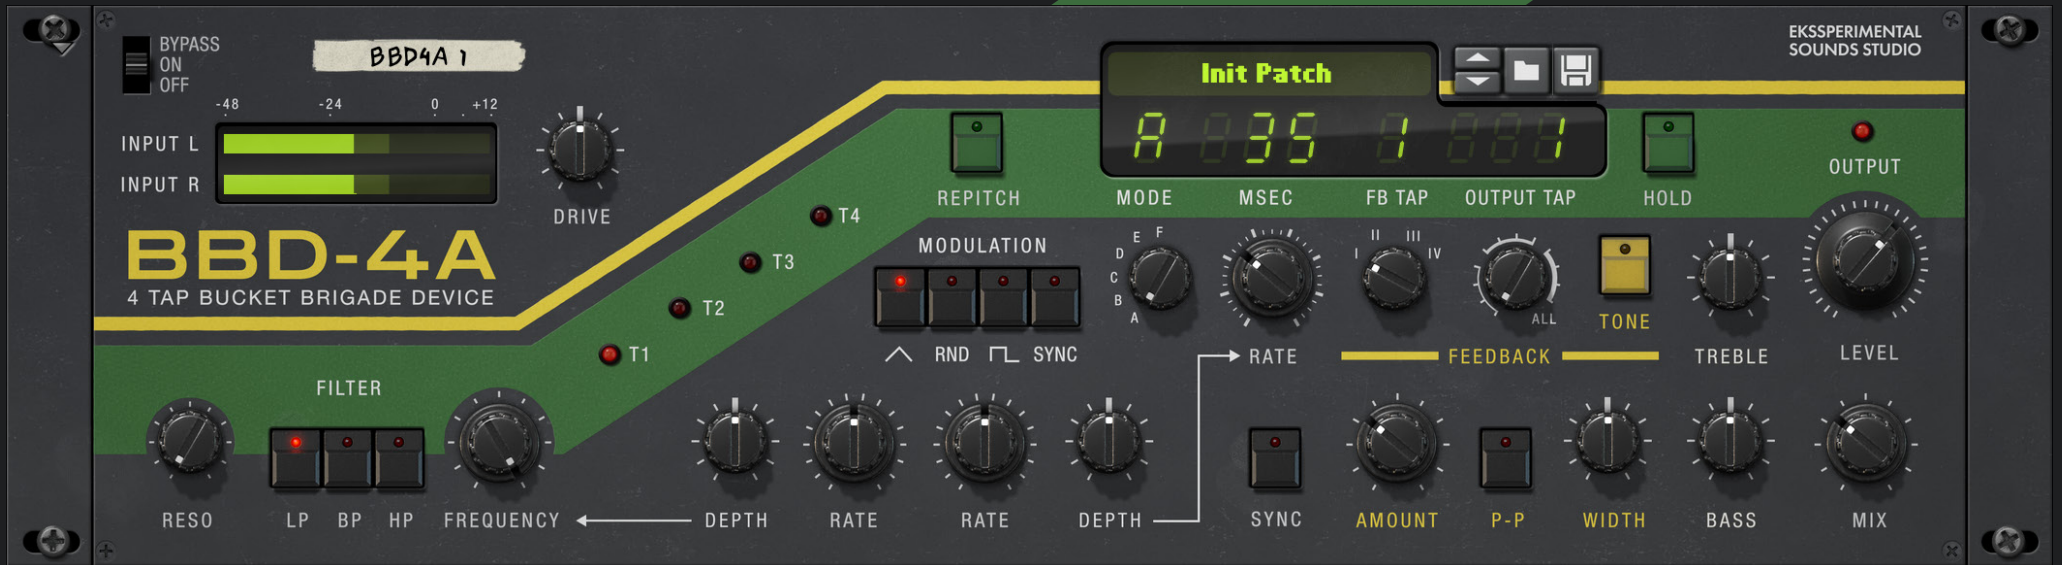 BYPASS
ON
OFF
BBD4A 1
EKSSPERIMENTAL
SOUNDS STUDIO
Init Patch
-48 -24 0 +12
INPUT L
INPUT R
DRIVE
A 35 1 1
REPITCH
MODE MSEC FB TAP OUTPUT TAP
HOLD
OUTPUT
BBD-4A
4 TAP BUCKET BRIGADE DEVICE
T4
T3
T2
T1
MODULATION
RND SYNC
F
E
D
C
B
A
RATE
I II III IV
ALL
FEEDBACK
TONE
TREBLE
LEVEL
FILTER
RESO
LP BP HP
FREQUENCY
DEPTH
RATE
RATE
DEPTH
SYNC
AMOUNT
P-P
WIDTH
BASS
MIX